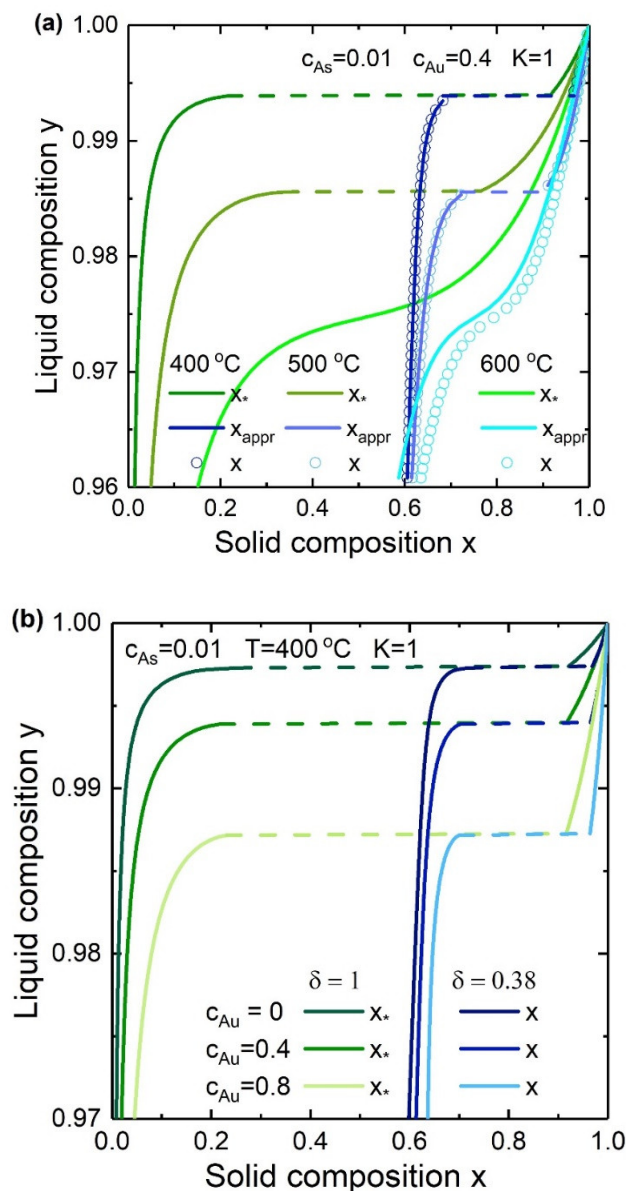 (a)
c_As=0.01 c_Au=0.4 K=1
Liquid composition y
1.00
0.99
0.98
0.97
0.96
400 °C 500 °C 600 °C
x* x* x*
x_appr x_appr x_appr
x x x
0.0 0.2 0.4 0.6 0.8 1.0
Solid composition x
(b)
c_As=0.01 T=400 °C K=1
Liquid composition y
1.00
0.99
0.98
0.97
δ = 1 δ = 0.38
c_Au = 0 x* x
c_Au=0.4 x* x
c_Au=0.8 x* x
0.0 0.2 0.4 0.6 0.8 1.0
Solid composition x